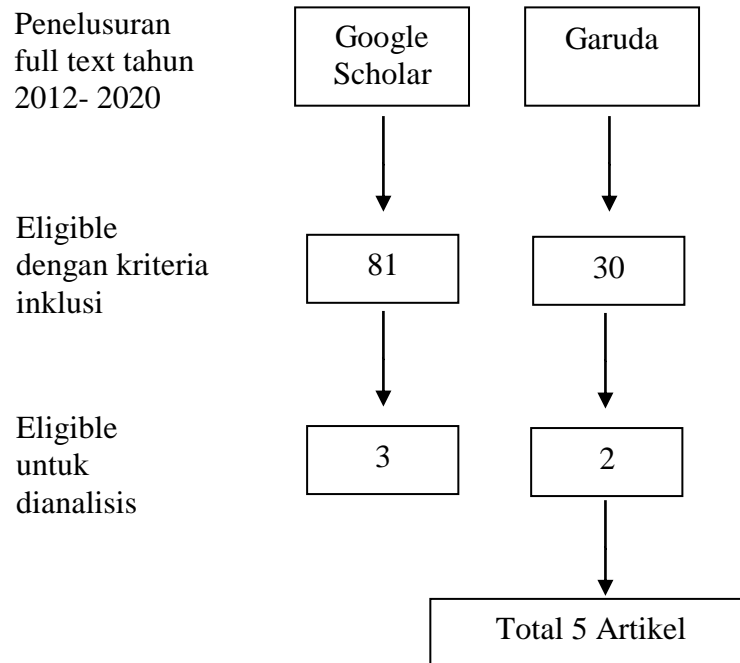 Penelusuran
full text tahun
2012- 2020
Google
Scholar
Garuda
Eligible
dengan kriteria
inklusi
81
30
Eligible
untuk
dianalisis
3
2
Total 5 Artikel